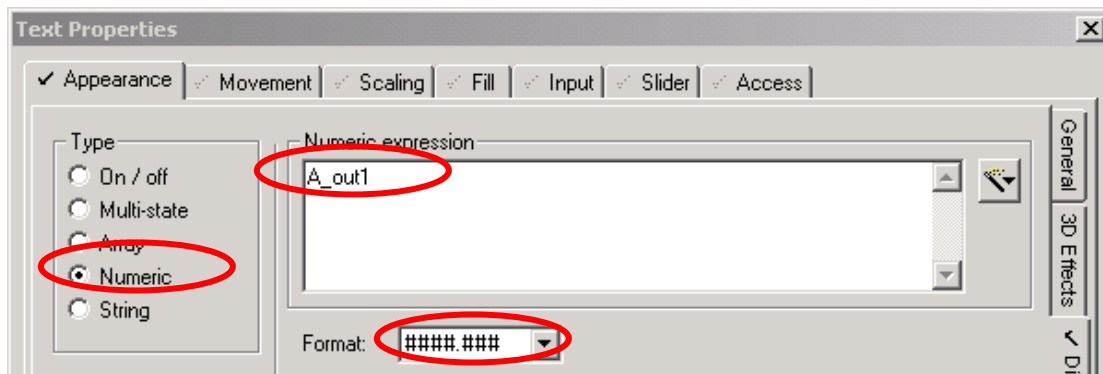 Text Properties
Appearance Movement Scaling Fill Input Slider Access
Type
On / off
Multi-state
Array
Numeric
String
Numeric expression
A_out1
Format: ####.###
General
3D Effects
Di